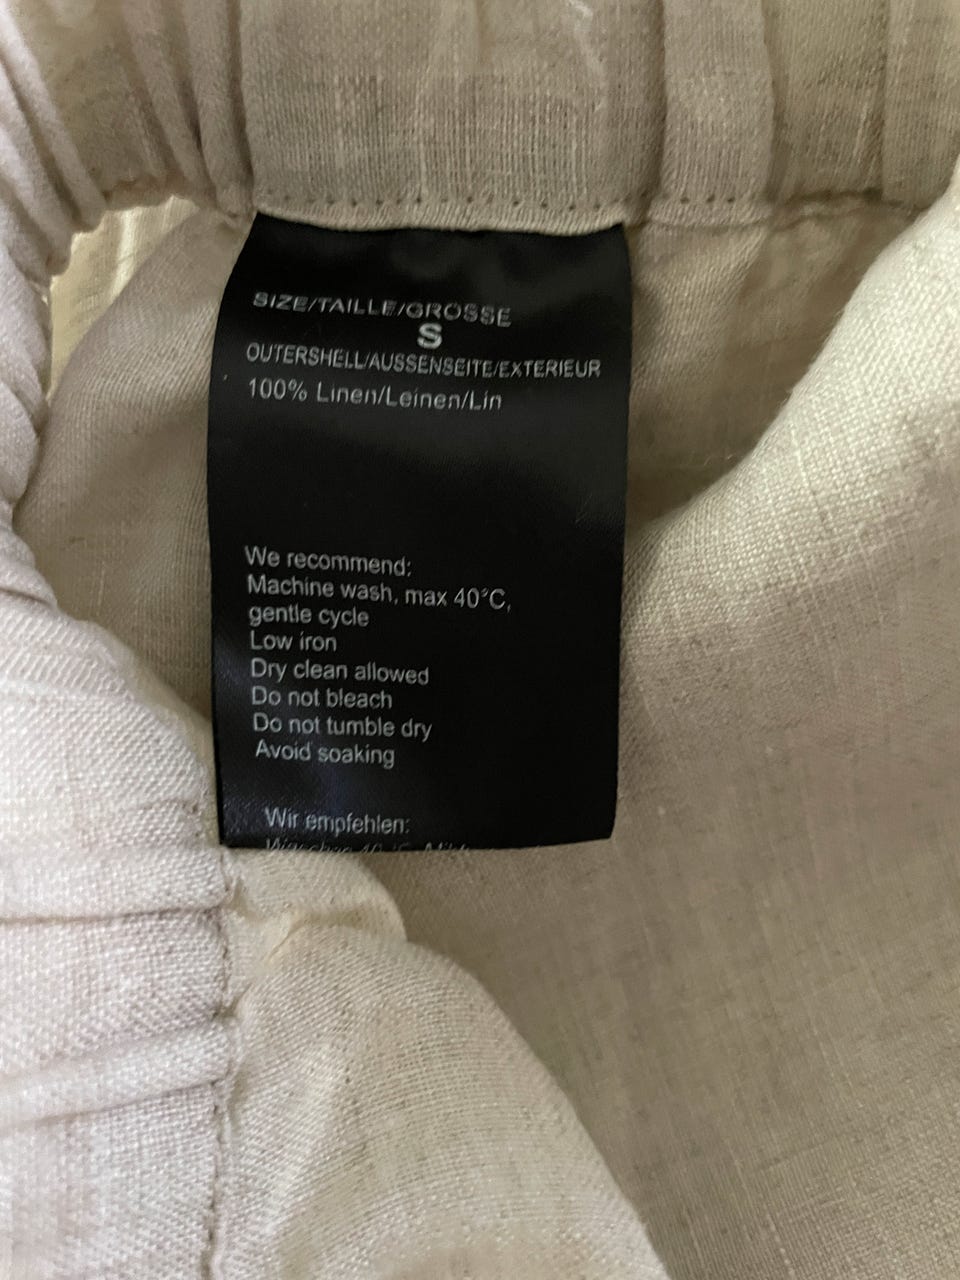 SIZE/TAILLE/GROSSE
S
OUTERSHELL/AUSSENSEITE/EXTERIEUR
100% Linen/Leinen/Lin
We recommend:
Machine wash, max 40°C,
gentle cycle
Low iron
Dry clean allowed
Do not bleach
Do not tumble dry
Avoid soaking
Wir empfehlen: